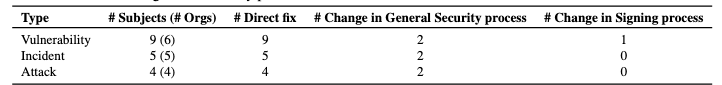 Type # Subjects (# Orgs) # Direct fix # Change in General Security process # Change in Signing process
Vulnerability 9 (6) 9 2 1
Incident 5 (5) 5 2 0
Attack 4 (4) 4 2 0